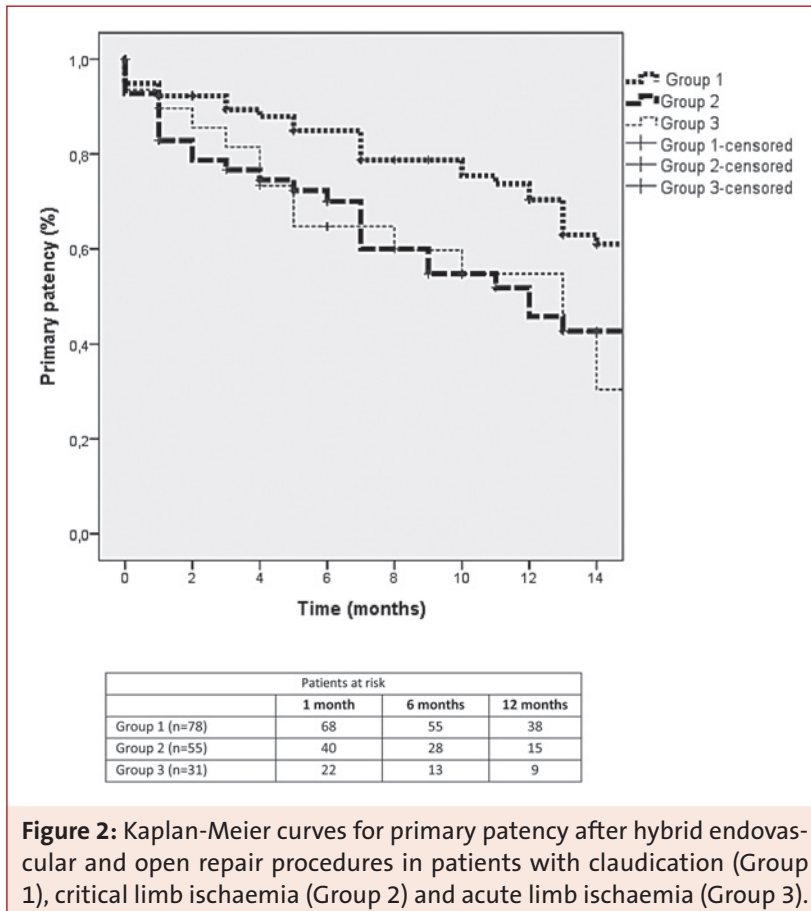 1,0
0,8
0,6
0,4
0,2
0,0
Primary patency (%)
0 2 4 6 8 10 12 14
Time (months)
Group 1
Group 2
Group 3
Group 1-censored
Group 2-censored
Group 3-censored
Patients at risk
1 month 6 months 12 months
Group 1 (n=78) 68 55 38
Group 2 (n=55) 40 28 15
Group 3 (n=31) 22 13 9
Figure 2: Kaplan-Meier curves for primary patency after hybrid endovas-
cular and open repair procedures in patients with claudication (Group
1), critical limb ischaemia (Group 2) and acute limb ischaemia (Group 3).